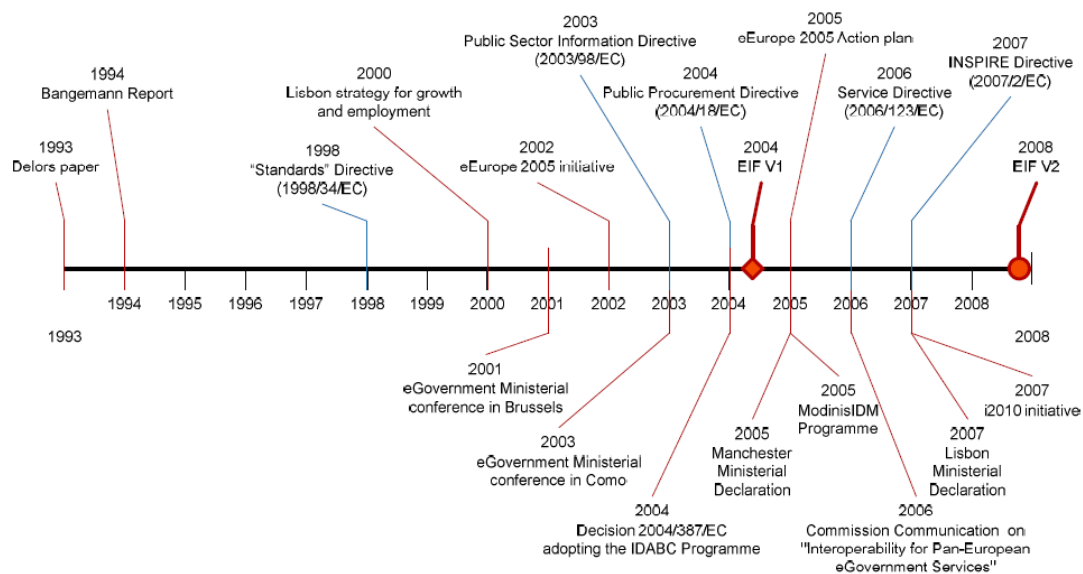 2003
Public Sector Information Directive
(2003/98/EC)
2005
eEurope 2005 Action plan
2007
INSPIRE Directive
(2007/2/EC)
1994
Bangemann Report
2000
Lisbon strategy for growth
and employment
2004
Public Procurement Directive
(2004/18/EC)
2006
Service Directive
(2006/123/EC)
1993
Delors paper
1998
"Standards" Directive
(1998/34/EC)
2002
eEurope 2005 initiative
2004
EIF V1
2008
EIF V2
1994 1995 1996 1997 1998 1999 2000 2001 2002 2003 2004 2005 2006 2007 2008
1993
2008
2001
eGovernment Ministerial
conference in Brussels
2003
eGovernment Ministerial
conference in Como
2004
Decision 2004/387/EC
adopting the IDABC Programme
2005
Manchester
Ministerial
Declaration
2005
ModinisIDM
Programme
2006
Commission Communication on
"Interoperability for Pan-European
eGovernment Services"
2007
Lisbon
Ministerial
Declaration
2007
i2010 initiative